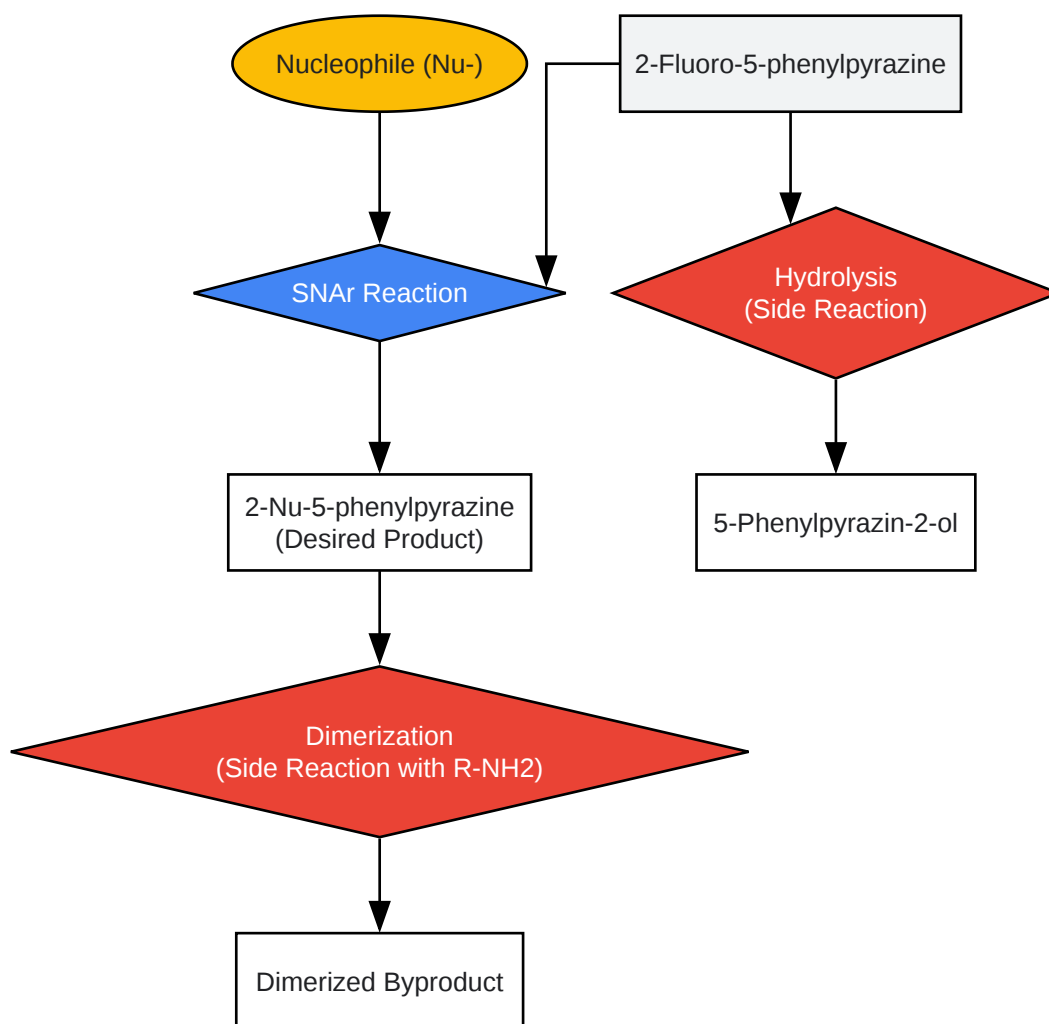 Nucleophile (Nu-)
2-Fluoro-5-phenylpyrazine
SNAr Reaction
Hydrolysis
(Side Reaction)
2-Nu-5-phenylpyrazine
(Desired Product)
5-Phenylpyrazin-2-ol
Dimerization
(Side Reaction with R-NH2)
Dimerized Byproduct